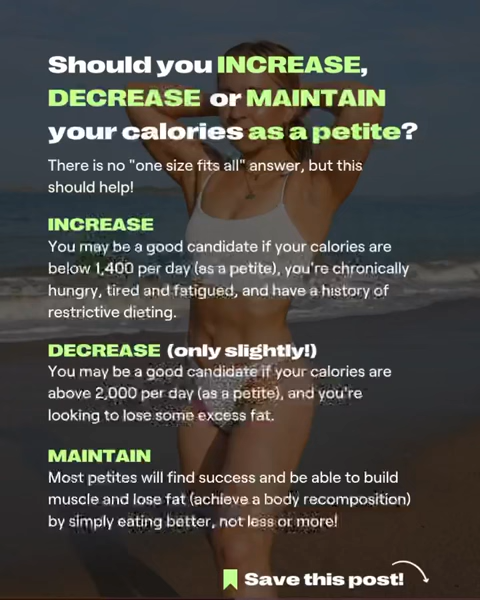 Should you INCREASE,
DECREASE or MAINTAIN
your calories as a petite?
There is no "one size fits all" answer, but this
should help!
INCREASE
You may be a good candidate if your calories are
below 1,400 per day (as a petite), you're chronically
hungry, tired and fatigued, and have a history of
restrictive dieting.
DECREASE (only slightly!)
You may be a good candidate if your calories are
above 2,000 per day (as a petite), and you're
looking to lose some excess fat.
MAINTAIN
Most petites will find success and be able to build
muscle and lose fat (achieve a body recomposition)
by simply eating better, not less or more!
Save this post!